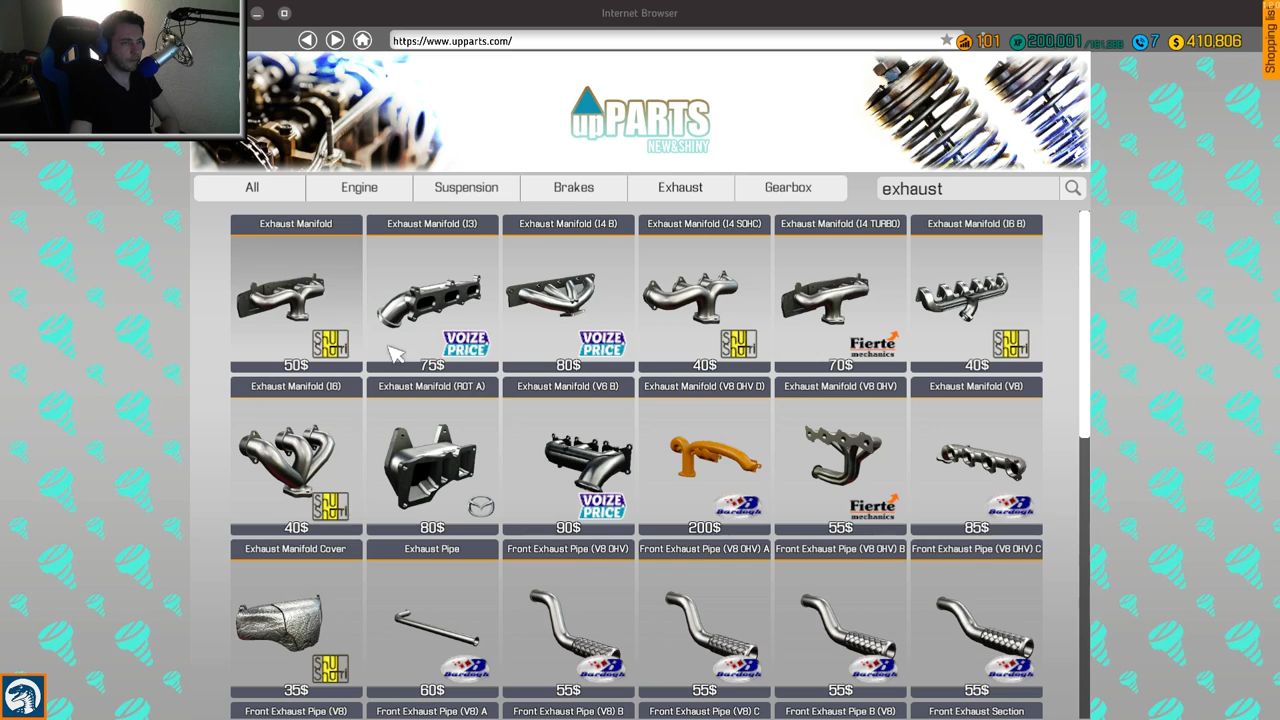 Internet Browser
https://www.upparts.com/
101
200,001
7
$ 410,806
Shopping list
upPARTS
NEW&SHINY
All
Engine
Suspension
Brakes
Exhaust
Gearbox
exhaust
Exhaust Manifold
Exhaust Manifold (I3)
Exhaust Manifold (I4 B)
Exhaust Manifold (I4 SOHC)
Exhaust Manifold (I4 TURBO)
Exhaust Manifold (I6 B)
VOIZE PRICE
VOIZE PRICE
Fierte mechanics
50$
75$
80$
40$
70$
40$
Exhaust Manifold (I6)
Exhaust Manifold (ROT A)
Exhaust Manifold (V6 B)
Exhaust Manifold (V8 OHV D)
Exhaust Manifold (V8 OHV)
Exhaust Manifold (V8)
VOIZE PRICE
Fierte mechanics
40$
80$
90$
200$
55$
85$
Exhaust Manifold Cover
Exhaust Pipe
Front Exhaust Pipe (V8 OHV)
Front Exhaust Pipe (V8 OHV) A
Front Exhaust Pipe (V8 OHV) B
Front Exhaust Pipe (V8 OHV) C
35$
60$
55$
55$
55$
55$
Front Exhaust Pipe (V8)
Front Exhaust Pipe (V8) A
Front Exhaust Pipe (V8) B
Front Exhaust Pipe (V8) C
Front Exhaust Pipe B (V8)
Front Exhaust Section